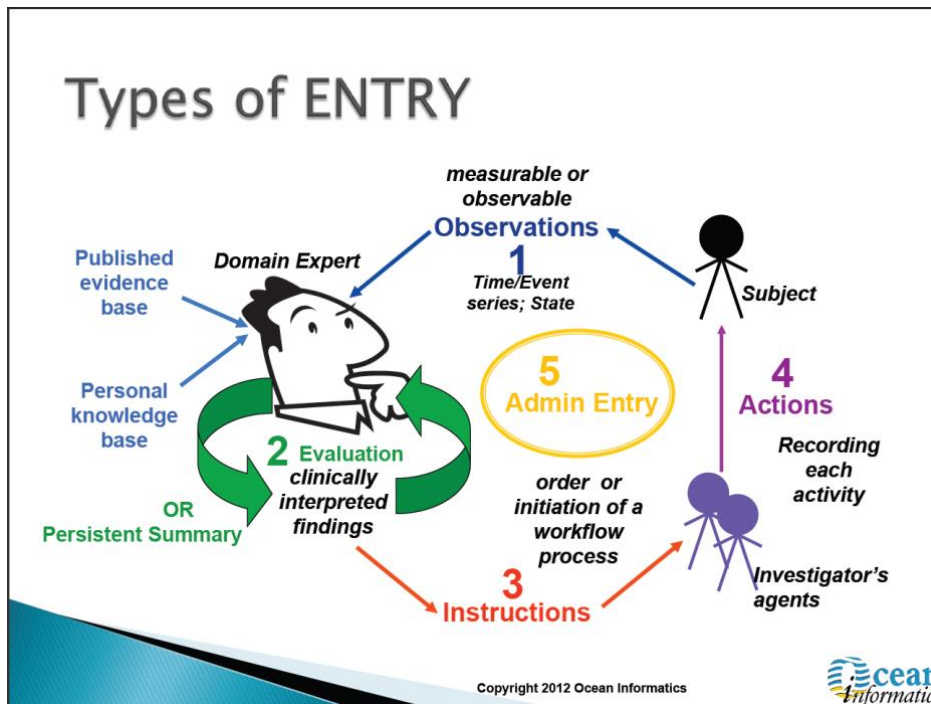 Types of ENTRY
measurable or
observable
Observations
1
Time/Event
series; State
Domain Expert
Published
evidence
base
Personal
knowledge
base
Subject
5
Admin Entry
4
Actions
Recording
each
activity
2 Evaluation
clinically
interpreted
findings
OR
Persistent Summary
order or
initiation of a
workflow
process
3
Instructions
Investigator's
agents
Copyright 2012 Ocean Informatics